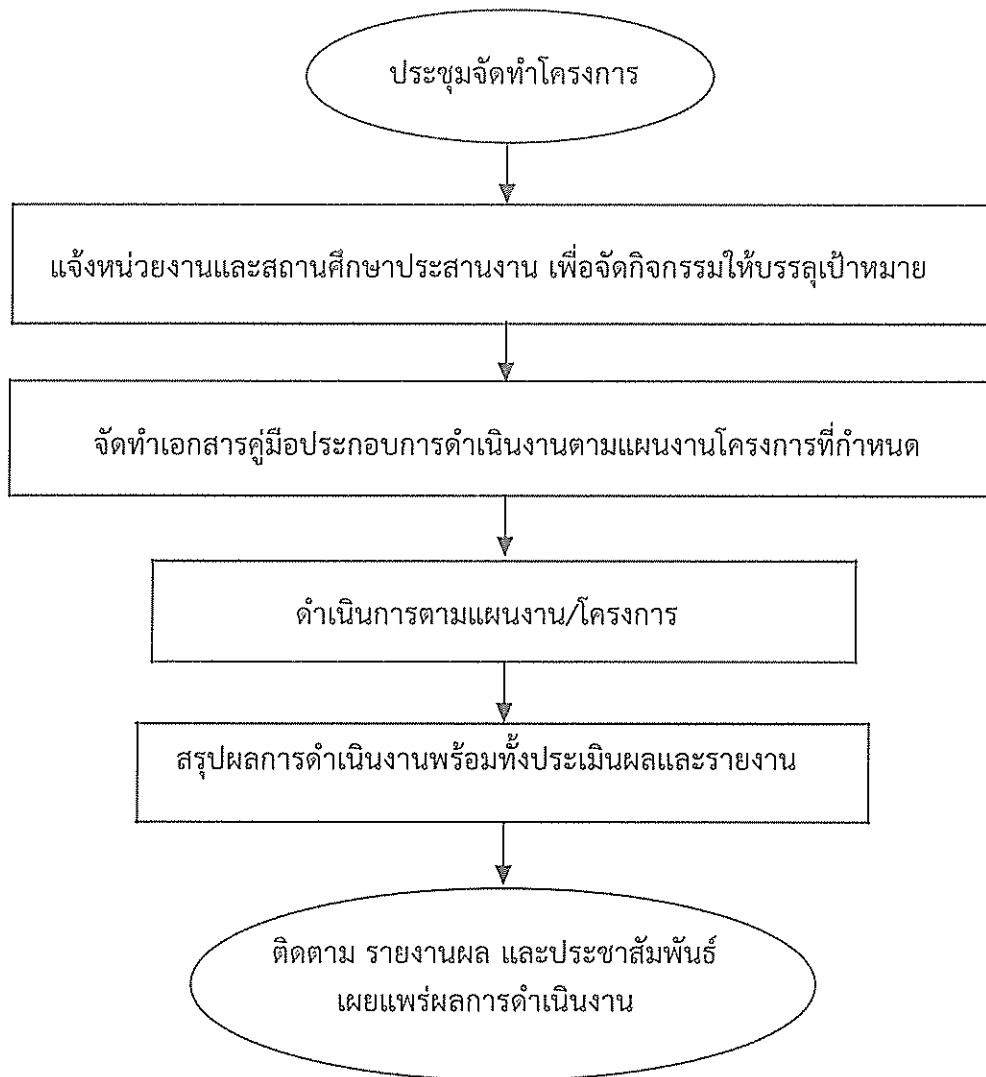 ประชุมจัดทำโครงการ
แจ้งหน่วยงานและสถานศึกษาประสานงาน เพื่อจัดกิจกรรมให้บรรลุเป้าหมาย
จัดทำเอกสารคู่มือประกอบการดำเนินงานตามแผนงานโครงการที่กำหนด
ดำเนินการตามแผนงาน/โครงการ
สรุปผลการดำเนินงานพร้อมทั้งประเมินผลและรายงาน
ติดตาม รายงานผล และประชาสัมพันธ์
เผยแพร่ผลการดำเนินงาน